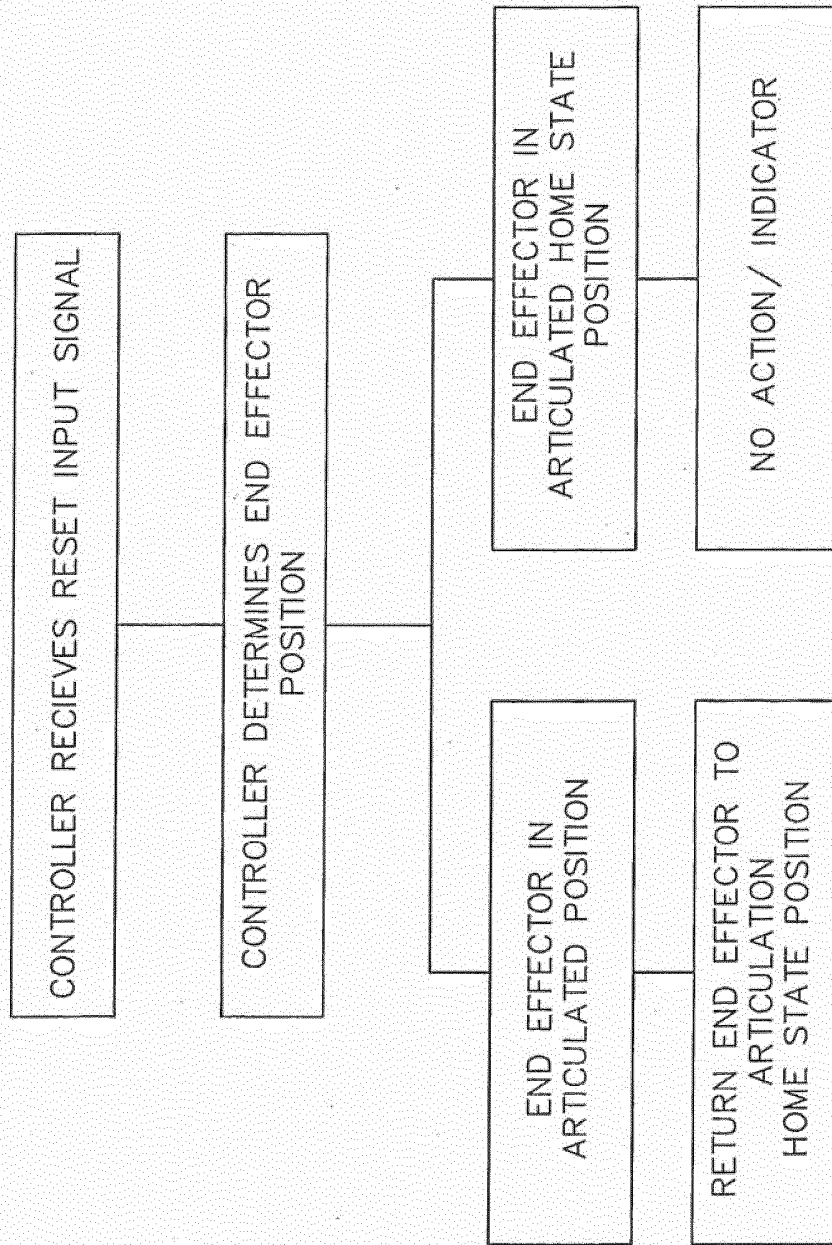 CONTROLLER RECIEVES RESET INPUT SIGNAL
CONTROLLER DETERMINES END EFFECTOR
POSITION
END EFFECTOR IN
ARTICULATED POSITION
RETURN END EFFECTOR TO
ARTICULATION
HOME STATE POSITION
END EFFECTOR IN
ARTICULATED HOME STATE
POSITION
NO ACTION/ INDICATOR